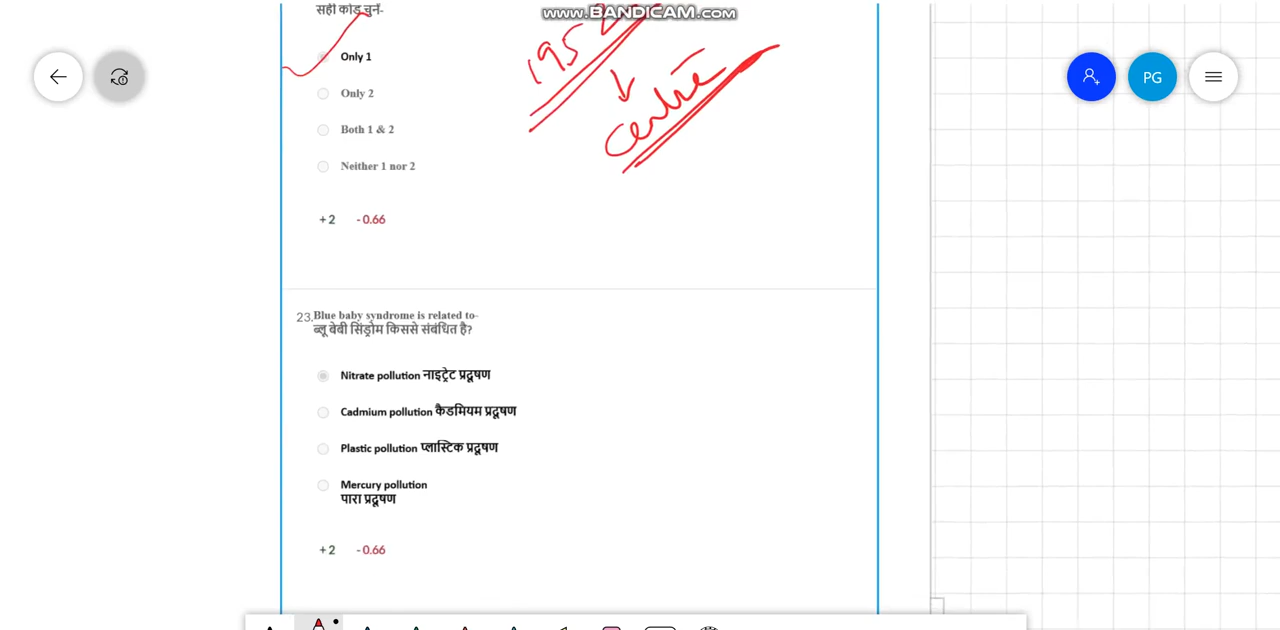 सही कोड चुनें-
www.BANDICAM.com
Only 1
195
centre
Only 2
Both 1 & 2
Neither 1 nor 2
+ 2 - 0.66
PG
23. Blue baby syndrome is related to-
ब्लू बेबी सिंड्रोम किससे संबंधित है?
Nitrate pollution नाइट्रेट प्रदूषण
Cadmium pollution कैडमियम प्रदूषण
Plastic pollution प्लास्टिक प्रदूषण
Mercury pollution
पारा प्रदूषण
+ 2 - 0.66